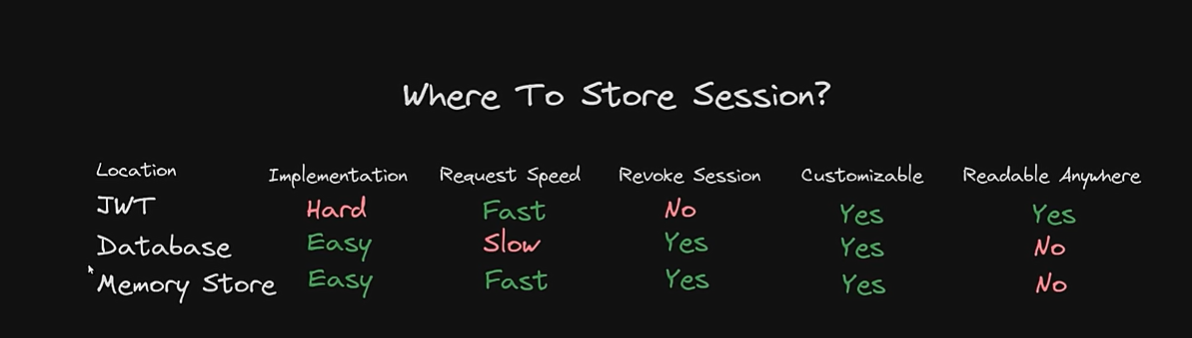 Where To Store Session?
Location Implementation Request Speed Revoke Session Customizable Readable Anywhere
JWT Hard Fast No Yes Yes
Database Easy Slow Yes Yes No
Memory Store Easy Fast Yes Yes No